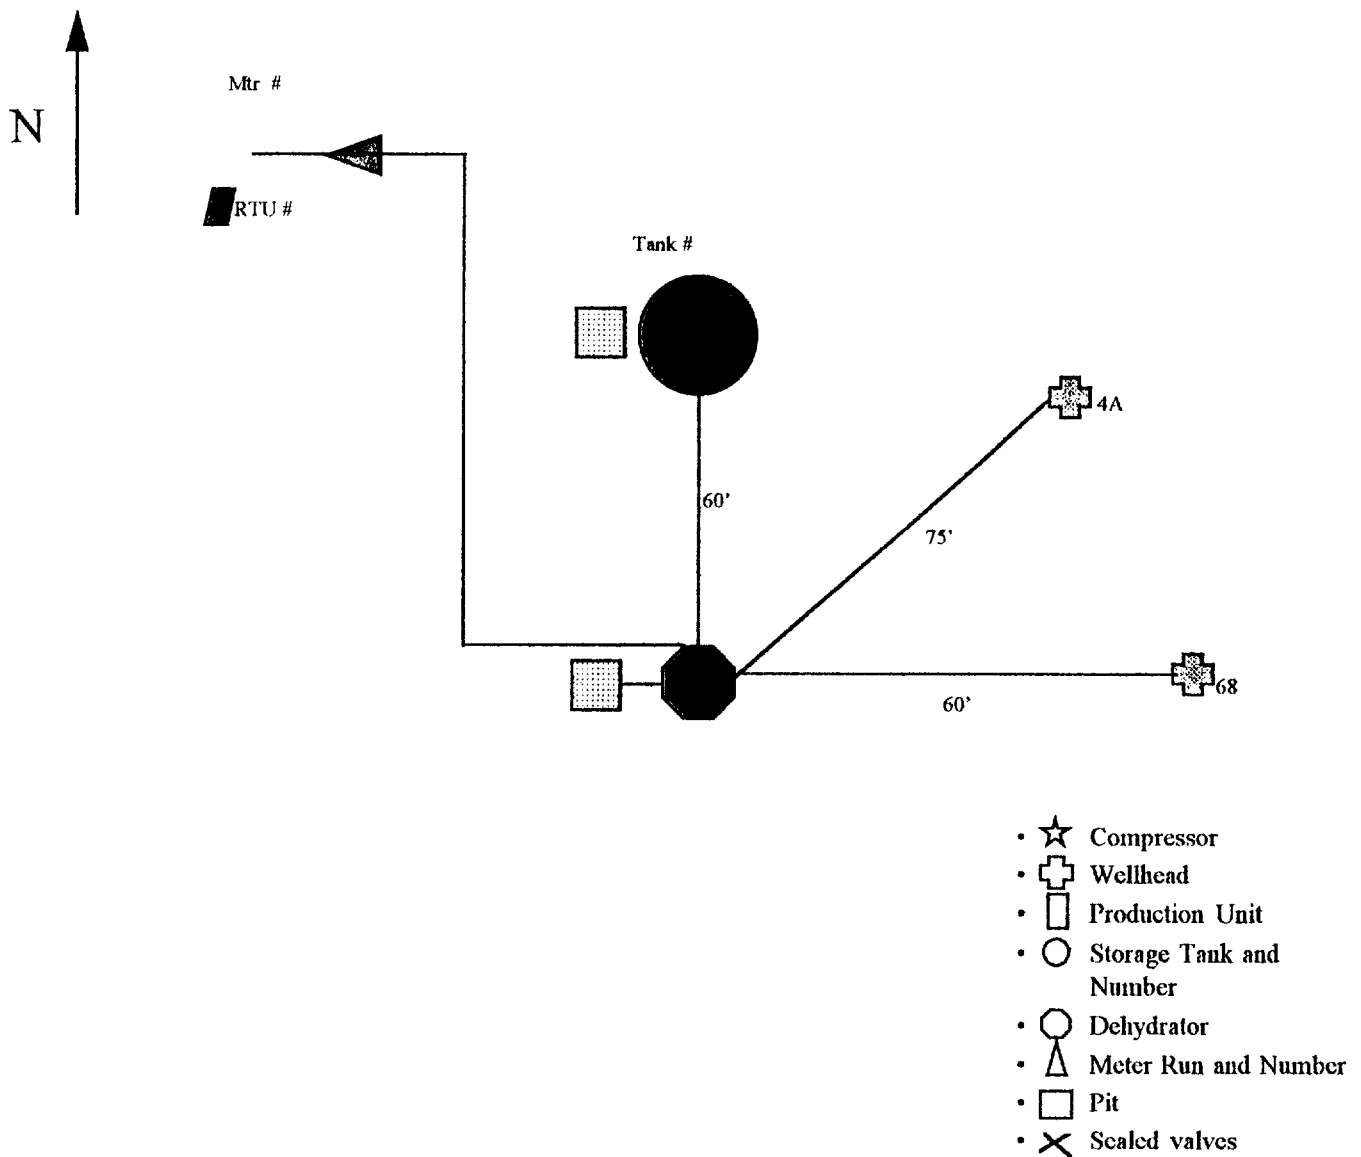 Mtr #
N
RTU #
Tank #
4A
60'
75'
68
60'
• Compressor
• Wellhead
• Production Unit
• Storage Tank and
Number
• Dehydrator
• Meter Run and Number
• Pit
• Sealed valves